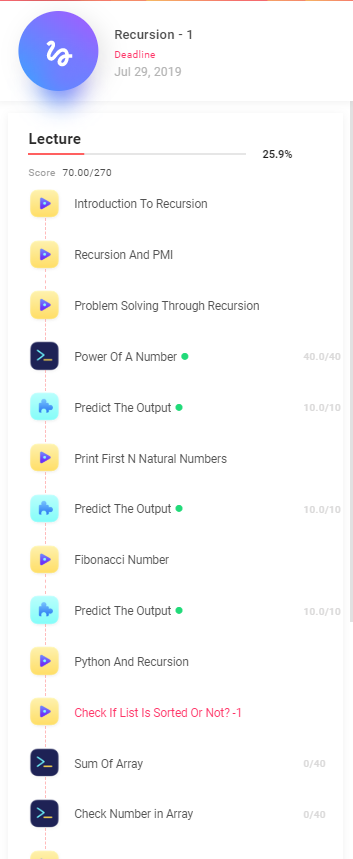 Recursion - 1
Deadline
Jul 29, 2019
Lecture
25.9%
Score 70.00/270
Introduction To Recursion
Recursion And PMI
Problem Solving Through Recursion
Power Of A Number 40.0/40
Predict The Output 10.0/10
Print First N Natural Numbers
Predict The Output 10.0/10
Fibonacci Number
Predict The Output 10.0/10
Python And Recursion
Check If List Is Sorted Or Not? -1
Sum Of Array 0/40
Check Number in Array 0/40